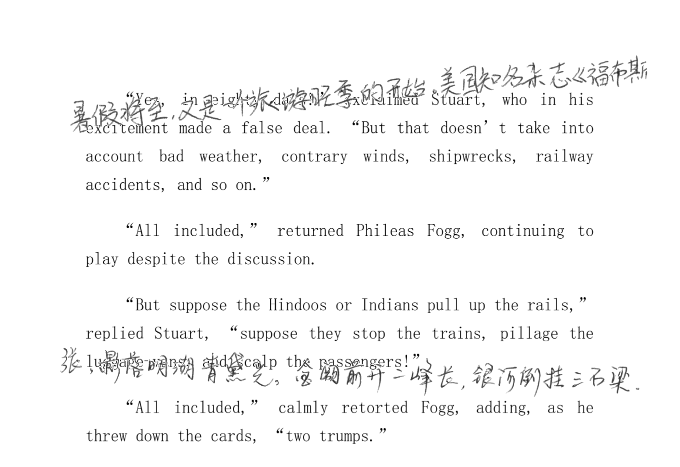 暑假将至,又是一个旅游旺季的开始。美国知名杂志《福布斯
“Yes, in eighty exclaimed Stuart, who in his
excitement made a false deal. “But that doesn’t take into
account bad weather, contrary winds, shipwrecks, railway
accidents, and so on.”
“All included,” returned Phileas Fogg, continuing to
play despite the discussion.
“But suppose the Hindoos or Indians pull up the rails,”
replied Stuart, “suppose they stop the trains, pillage the
luggage-vans, and scalp the passengers!”
张,影落明湖青黛光。金阙前开二峰长,银河倒挂三石梁.
“All included,” calmly retorted Fogg, adding, as he
threw down the cards, “two trumps.”